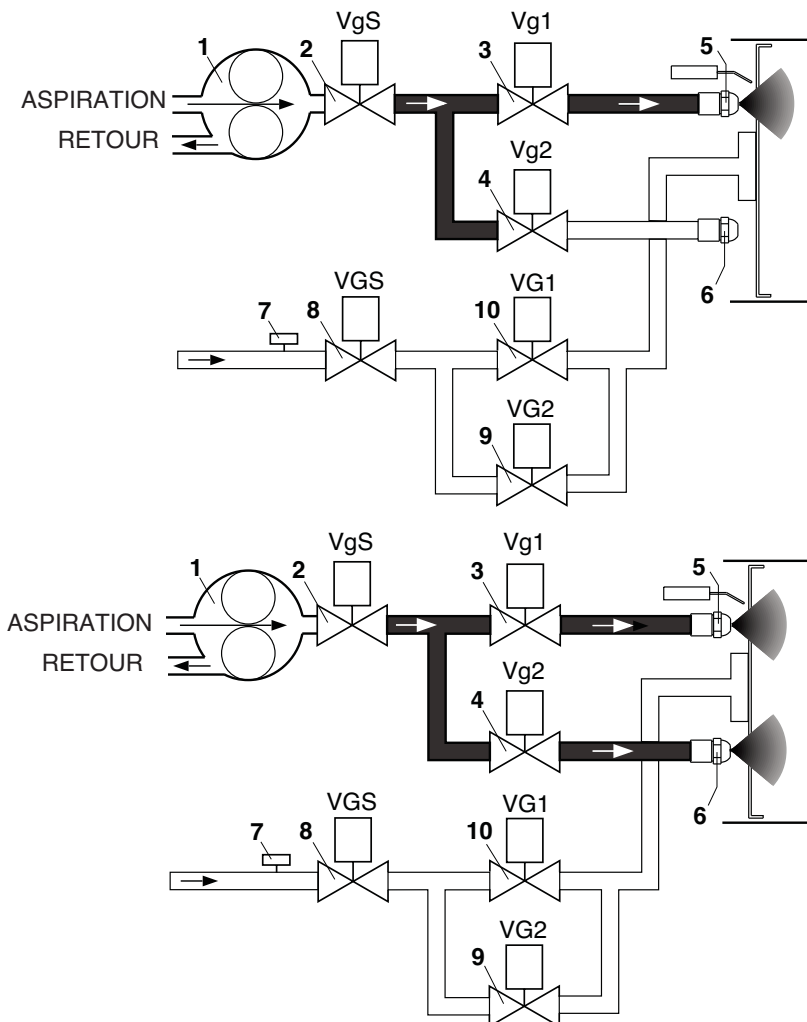 VgS
Vg1
1
2
3
5
ASPIRATION
RETOUR
Vg2
4
6
VGS
VG1
7
8
10
VG2
9
VgS
Vg1
1
2
3
5
ASPIRATION
RETOUR
Vg2
4
6
VGS
VG1
7
8
10
VG2
9